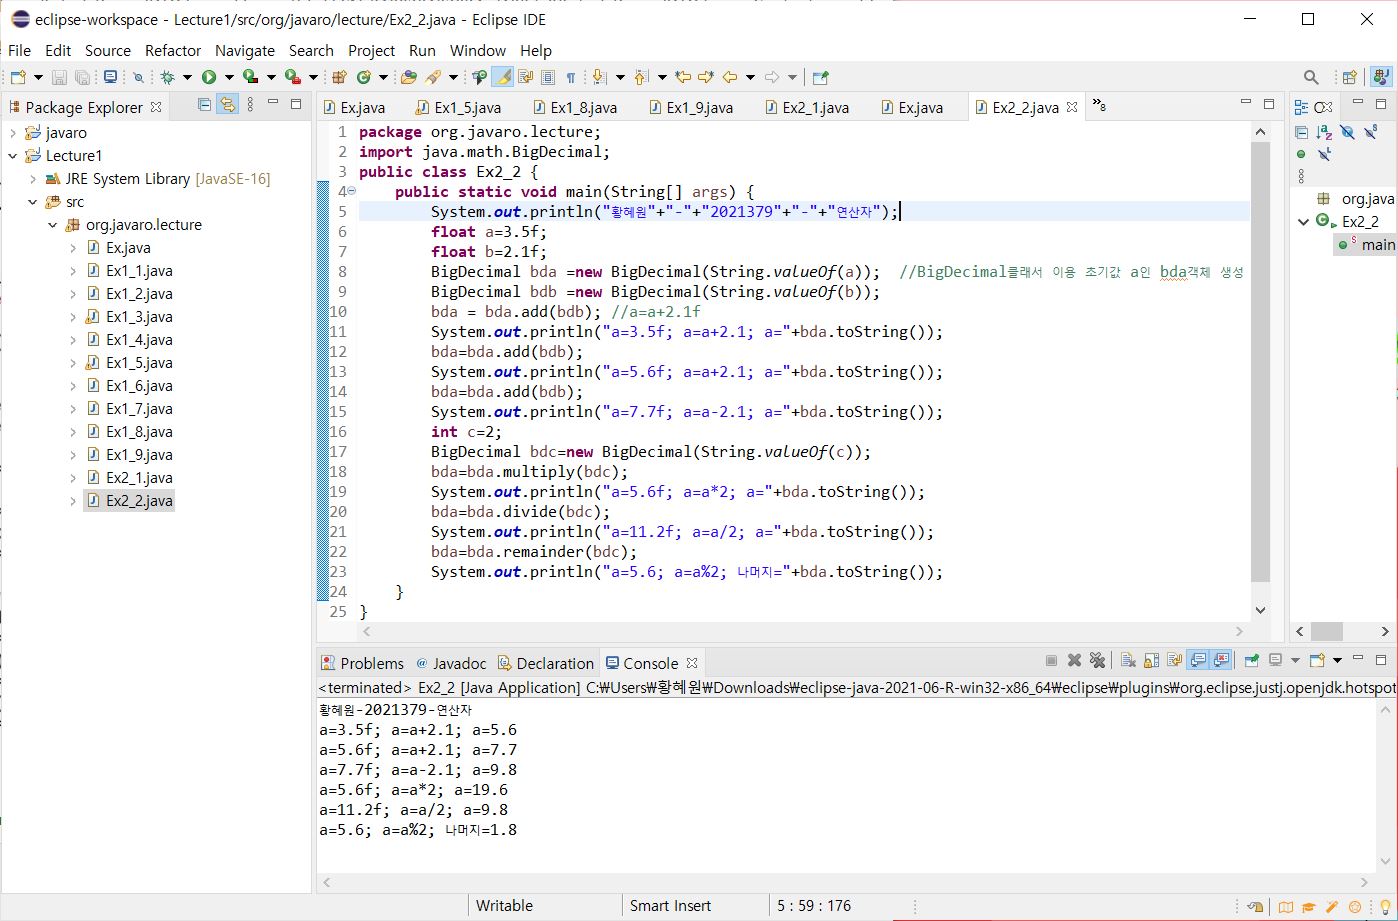 eclipse-workspace - Lecture1/src/org/javaro/lecture/Ex2_2.java - Eclipse IDE
File Edit Source Refactor Navigate Search Project Run Window Help
Package Explorer
javaro
Lecture1
JRE System Library [JavaSE-16]
src
org.javaro.lecture
Ex.java
Ex1_1.java
Ex1_2.java
Ex1_3.java
Ex1_4.java
Ex1_5.java
Ex1_6.java
Ex1_7.java
Ex1_8.java
Ex1_9.java
Ex2_1.java
Ex2_2.java
Ex.java Ex1_5.java Ex1_8.java Ex1_9.java Ex2_1.java Ex.java Ex2_2.java »8
1 package org.javaro.lecture;
2 import java.math.BigDecimal;
3 public class Ex2_2 {
4 public static void main(String[] args) {
5 System.out.println("황혜원"+"-"+"2021379"+"-"+"연산자");
6 float a=3.5f;
7 float b=2.1f;
8 BigDecimal bda =new BigDecimal(String.valueOf(a)); //BigDecimal클래서 이용 초기값 a인 bda객체 생성
9 BigDecimal bdb =new BigDecimal(String.valueOf(b));
10 bda = bda.add(bdb); //a=a+2.1f
11 System.out.println("a=3.5f; a=a+2.1; a="+bda.toString());
12 bda=bda.add(bdb);
13 System.out.println("a=5.6f; a=a+2.1; a="+bda.toString());
14 bda=bda.add(bdb);
15 System.out.println("a=7.7f; a=a-2.1; a="+bda.toString());
16 int c=2;
17 BigDecimal bdc=new BigDecimal(String.valueOf(c));
18 bda=bda.multiply(bdc);
19 System.out.println("a=5.6f; a=a*2; a="+bda.toString());
20 bda=bda.divide(bdc);
21 System.out.println("a=11.2f; a=a/2; a="+bda.toString());
22 bda=bda.remainder(bdc);
23 System.out.println("a=5.6; a=a%2; 나머지="+bda.toString());
24 }
25 }
org.java
Ex2_2
main
Problems Javadoc Declaration Console
<terminated> Ex2_2 [Java Application] C:₩Users₩황혜원₩Downloads₩eclipse-java-2021-06-R-win32-x86_64₩eclipse₩plugins₩org.eclipse.justj.openjdk.hotspot
황혜원-2021379-연산자
a=3.5f; a=a+2.1; a=5.6
a=5.6f; a=a+2.1; a=7.7
a=7.7f; a=a-2.1; a=9.8
a=5.6f; a=a*2; a=19.6
a=11.2f; a=a/2; a=9.8
a=5.6; a=a%2; 나머지=1.8
Writable Smart Insert 5 : 59 : 176